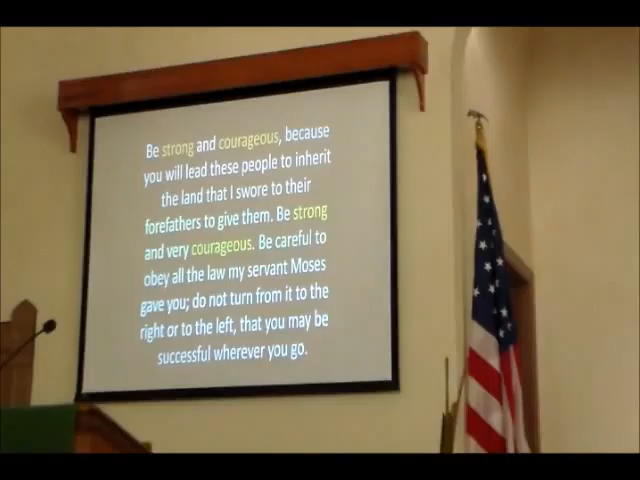 Be strong and courageous, because
you will lead these people to inherit
the land that I swore to their
forefathers to give them. Be strong
and very courageous. Be careful to
obey all the law my servant Moses
gave you; do not turn from it to the
right or to the left, that you may be
successful wherever you go.